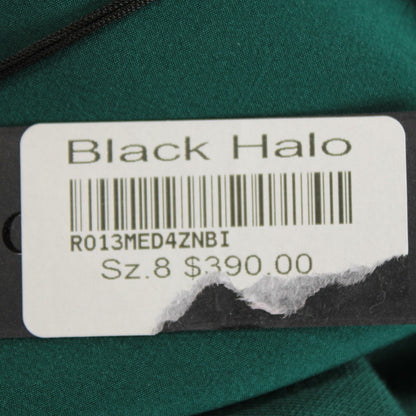 Black Halo
R013MED4ZNBI
Sz.8 $390.00